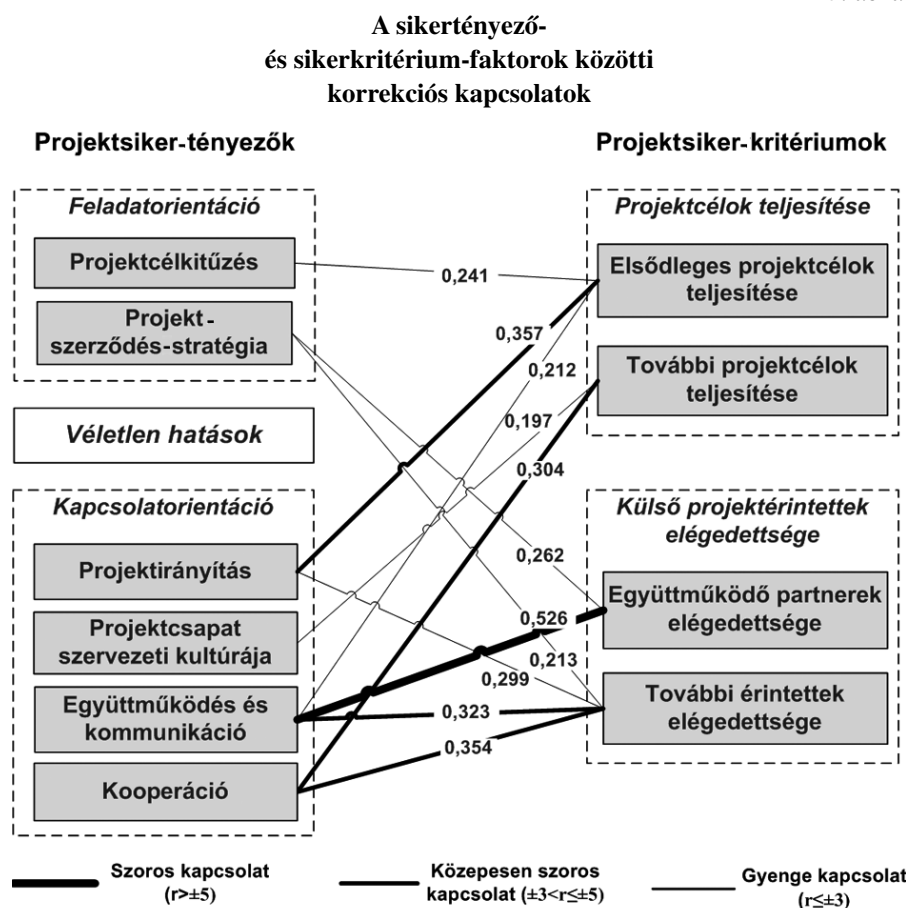 A sikertényező-
és sikerkritérium-faktorok közötti
korrekciós kapcsolatok
Projektsiker-tényezők
Projektsiker-kritériumok
Feladatorientáció
Projektcélkitűzés
Projekt-
szerződés-stratégia
Véletlen hatások
Kapcsolatorientáció
Projektirányítás
Projektcsapat
szervezeti kultúrája
Együttműködés és
kommunikáció
Kooperáció
0,241
0,357
0,212
0,197
0,304
0,262
0,526
0,213
0,299
0,323
0,354
Projektcélok teljesítése
Elsődleges projektcélok
teljesítése
További projektcélok
teljesítése
Külső projektérintettek
elégedettsége
Együttműködő partnerek
elégedettsége
További érintettek
elégedettsége
Szoros kapcsolat
(r>±5)
Közepesen szoros
kapcsolat (±3<r≤±5)
Gyenge kapcsolat
(r≤±3)